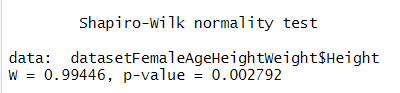 Shapiro-Wilk normality test
data:  datasetFemaleAgeHeightWeight$Height
W = 0.99446, p-value = 0.002792